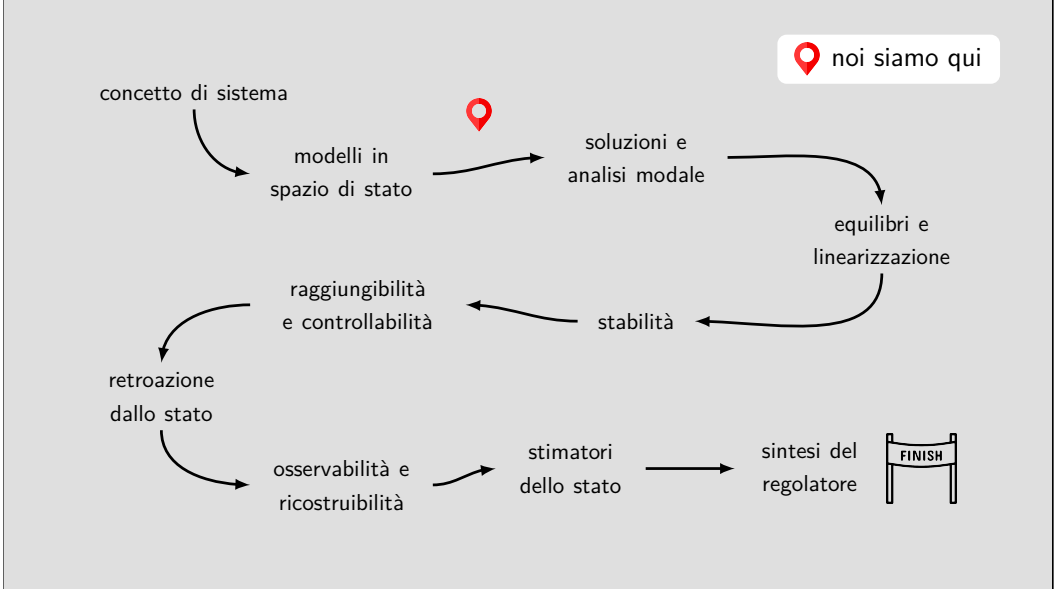 noi siamo qui
concetto di sistema
modelli in
spazio di stato
soluzioni e
analisi modale
equilibri e
linearizzazione
stabilità
raggiungibilità
e controllabilità
retroazione
dallo stato
osservabilità e
ricostruibilità
stimatori
dello stato
sintesi del
regolatore
FINISH